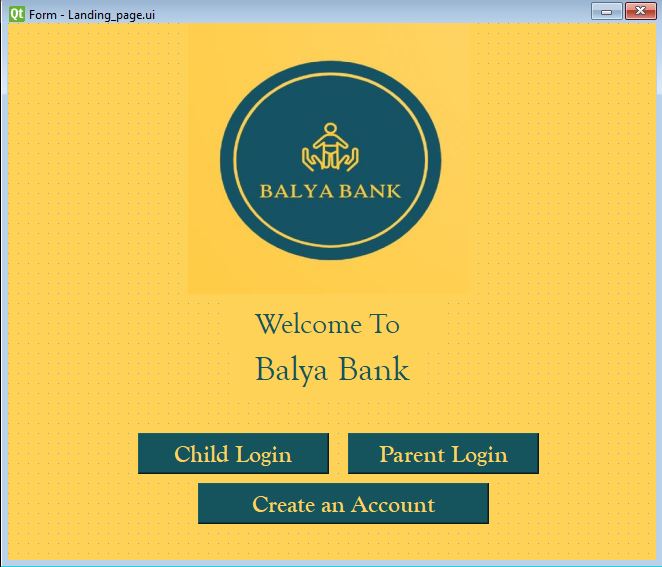 Qt Form - Landing_page.ui
BALYA BANK
Welcome To
Balya Bank
Child Login
Parent Login
Create an Account